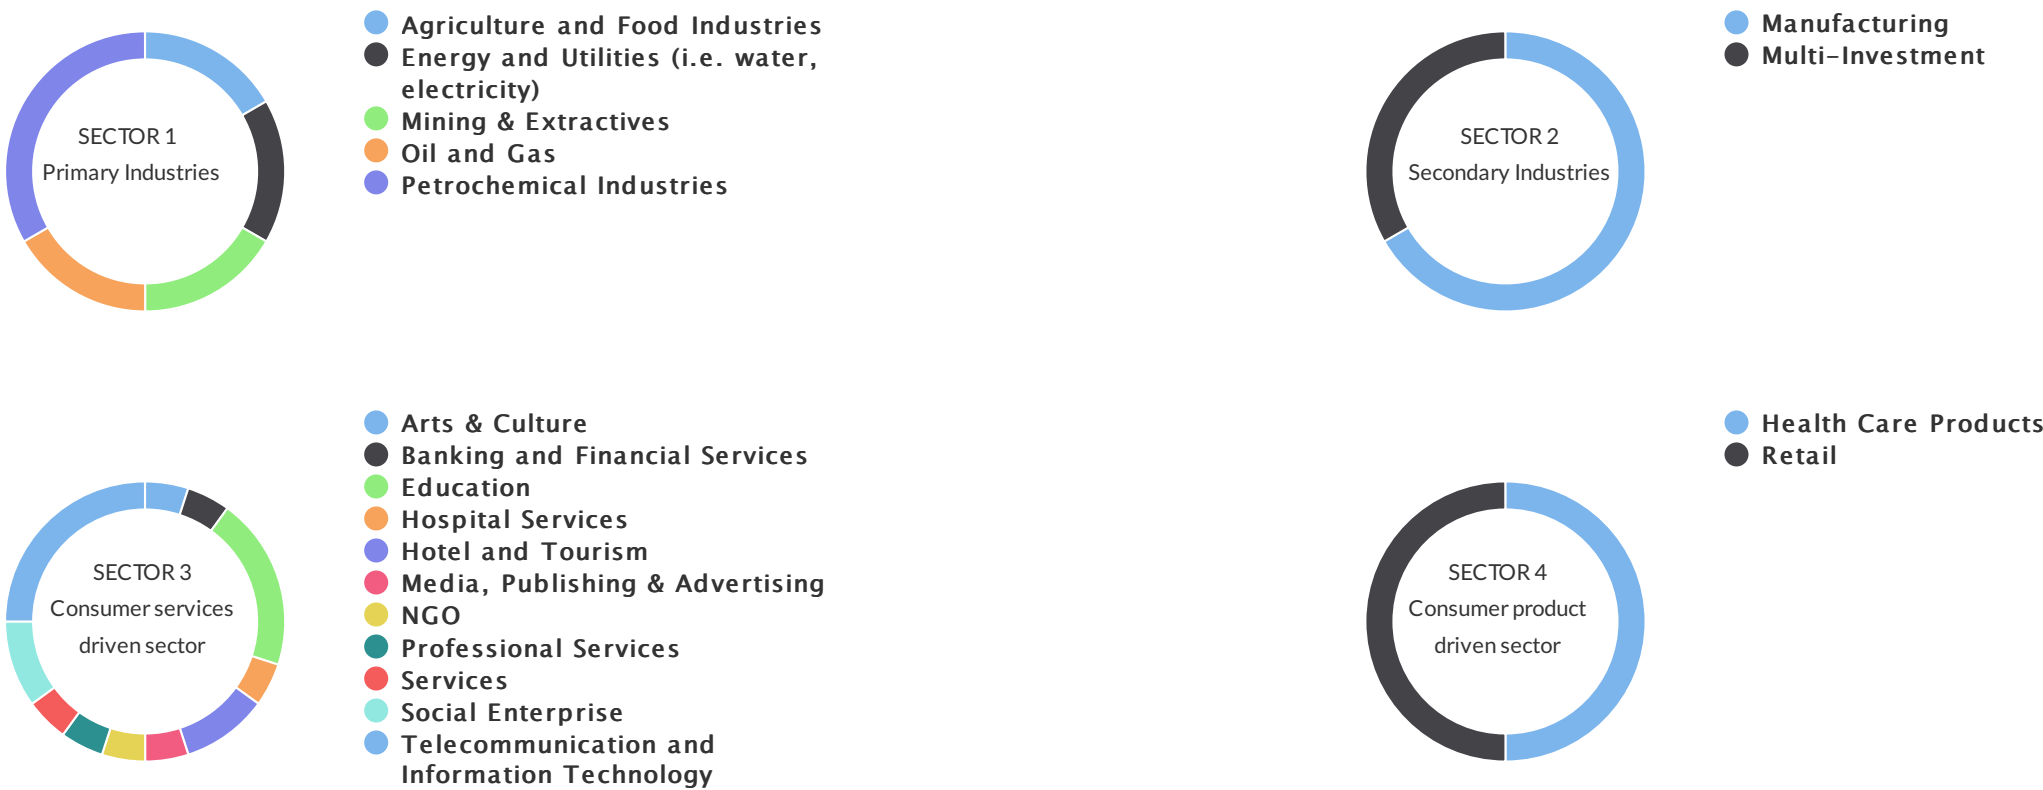 SECTOR 1
Primary Industries
Agriculture and Food Industries
Energy and Utilities (i.e. water,
electricity)
Mining & Extractives
Oil and Gas
Petrochemical Industries
SECTOR 2
Secondary Industries
Manufacturing
Multi-Investment
SECTOR 3
Consumer services
driven sector
Arts & Culture
Banking and Financial Services
Education
Hospital Services
Hotel and Tourism
Media, Publishing & Advertising
NGO
Professional Services
Services
Social Enterprise
Telecommunication and
Information Technology
SECTOR 4
Consumer product
driven sector
Health Care Products
Retail